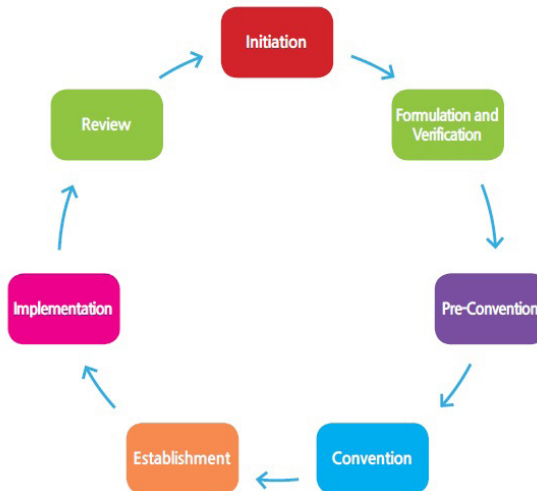 Initiation
Formulation and
Verification
Pre-Convention
Convention
Establishment
Implementation
Review